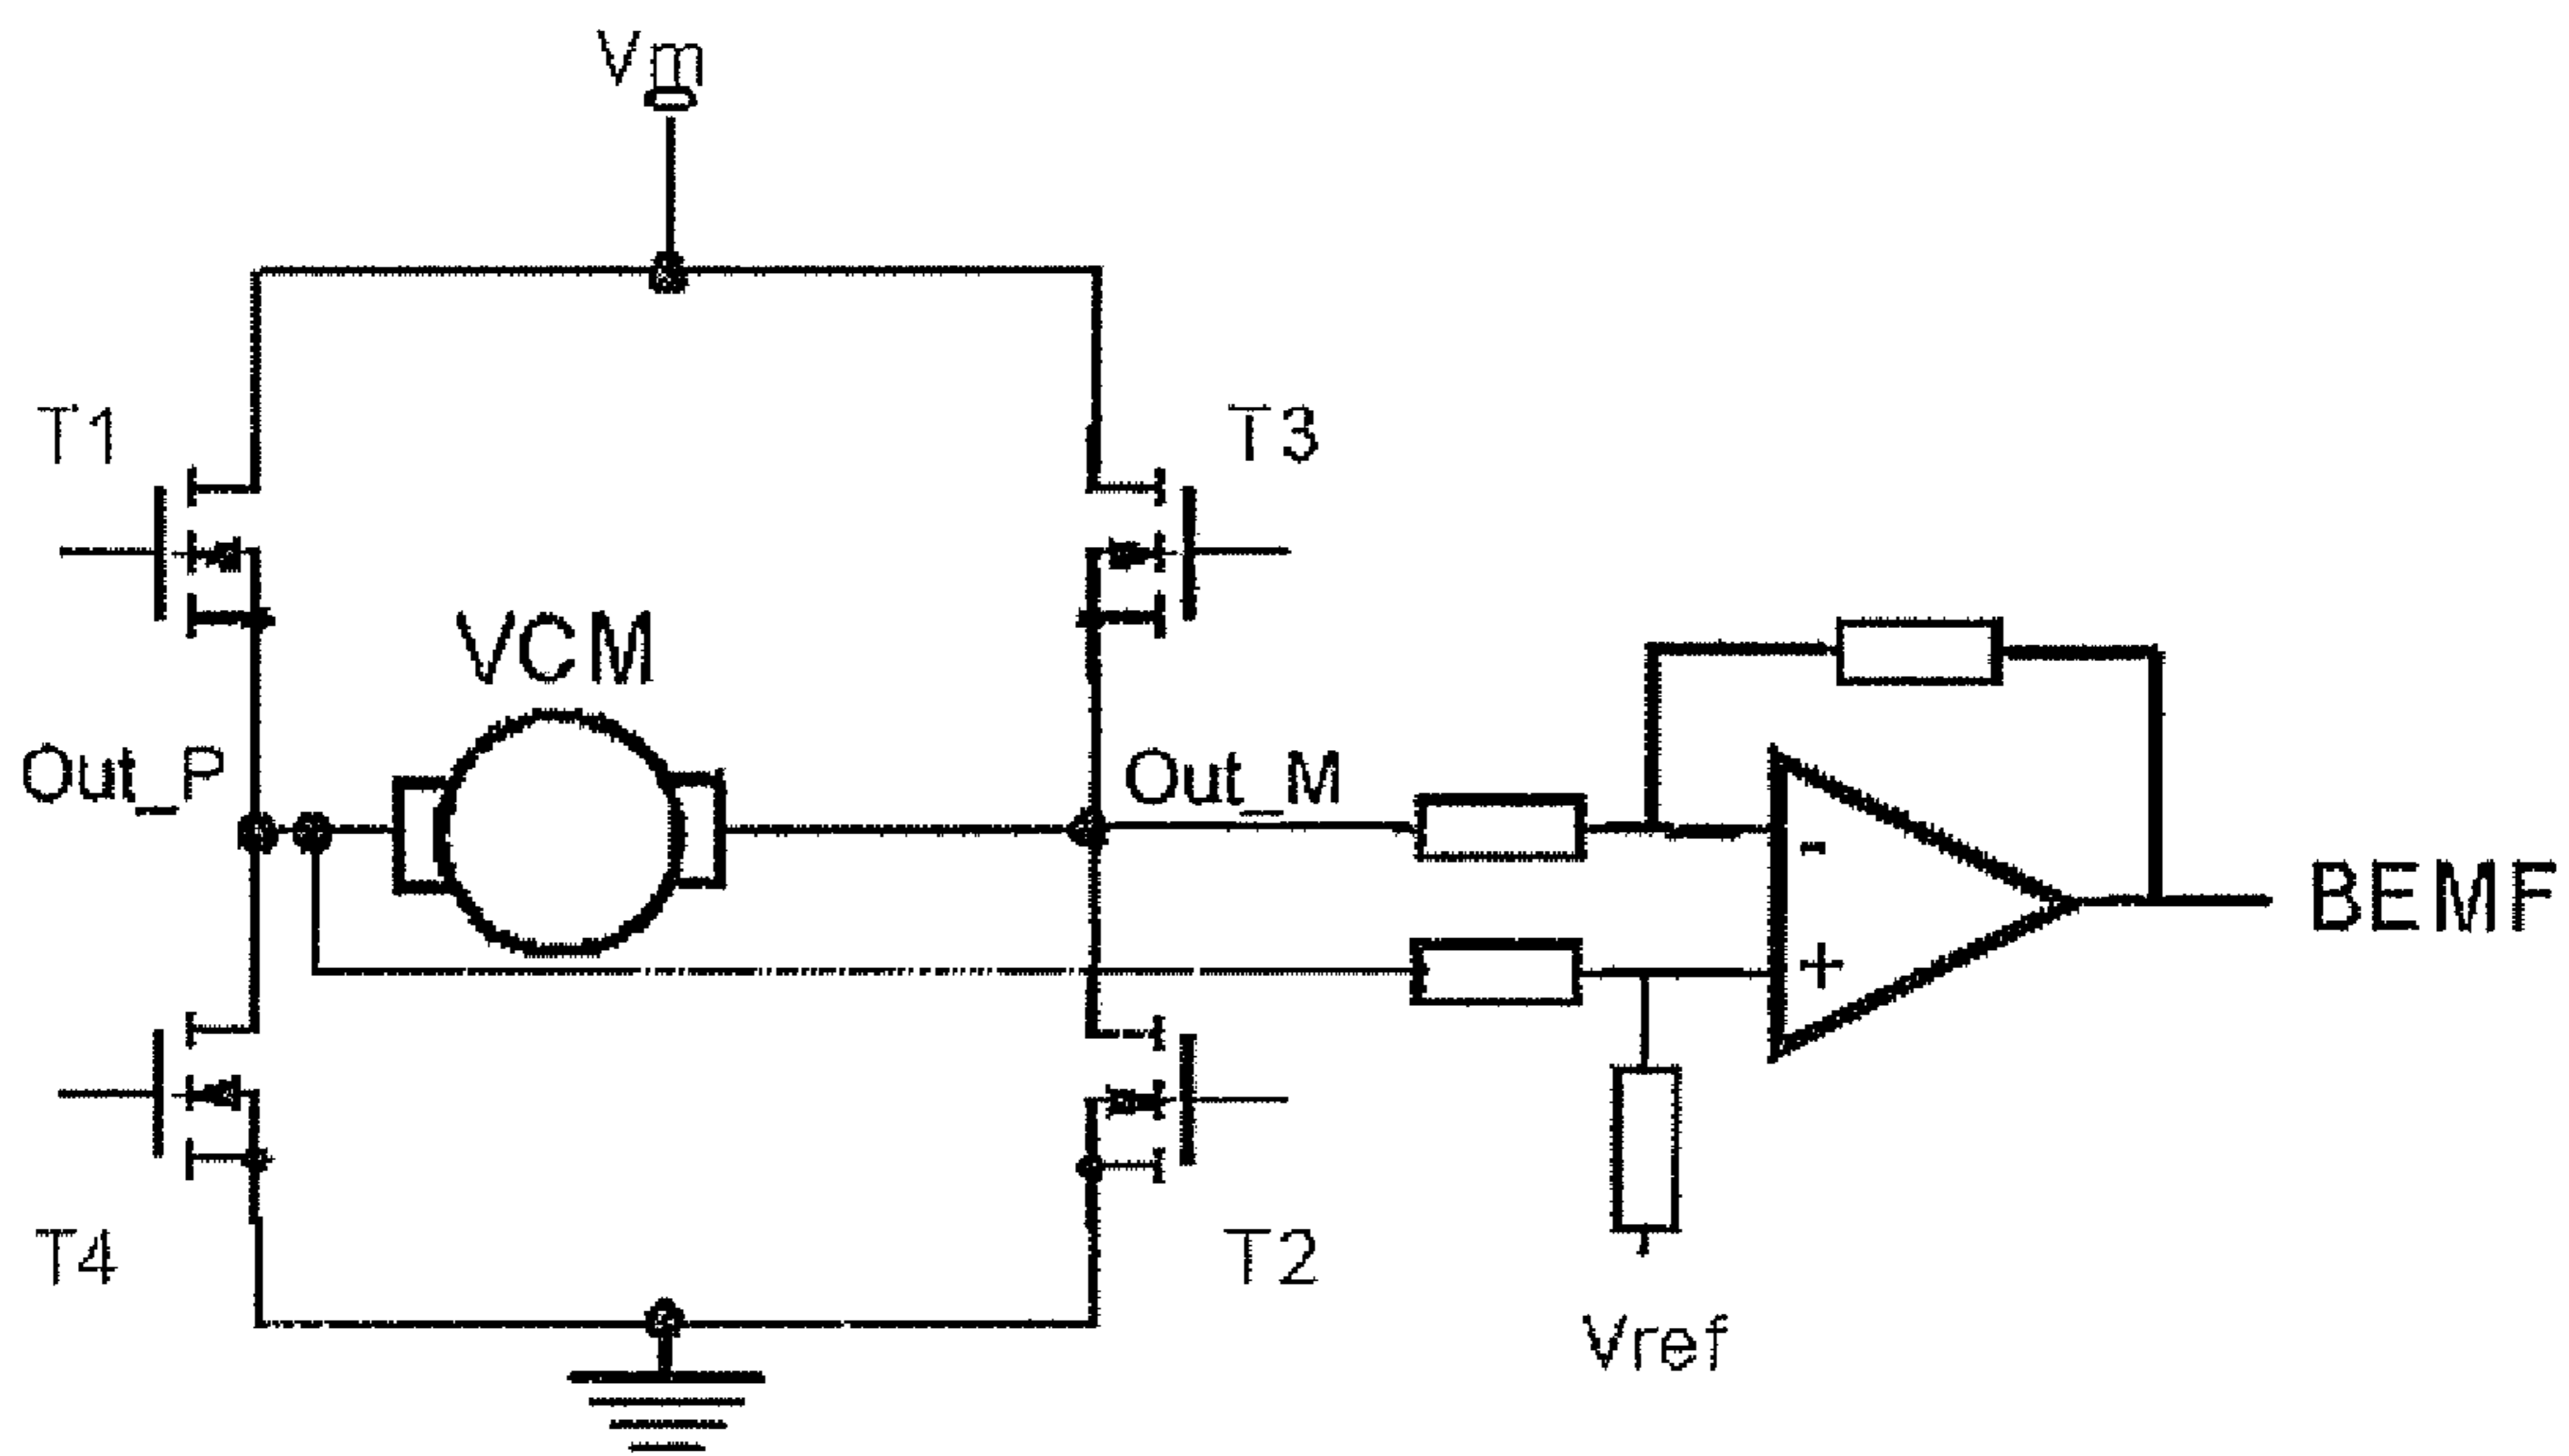 Vm
T1
T3
VCM
Out_P
Out_M
-
BEMF
+
T4
T2
Vref